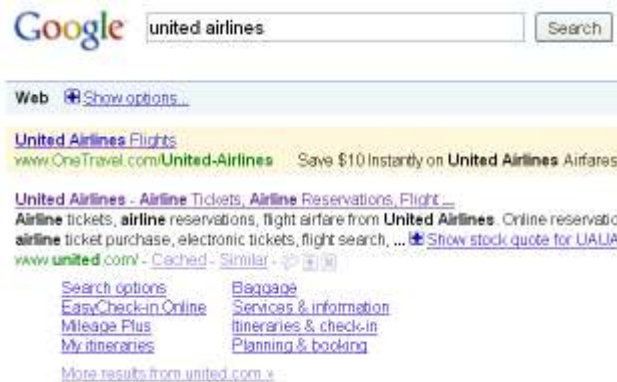 Google united airlines Search
Web Show options...
United Airlines Flights
www.OneTravel.com/United-Airlines Save $10 Instantly on United Airlines Airfares
United Airlines - Airline Tickets, Airline Reservations, Flight ...
Airline tickets, airline reservations, flight airfare from United Airlines. Online reservatio
airline ticket purchase, electronic tickets, flight search, ... Show stock quote for UAUA
www.united.com/ - Cached - Similar -
Search options Baggage
EasyCheck-in Online Services & information
Mileage Plus Itineraries & check-in
My itineraries Planning & booking
More results from united.com »